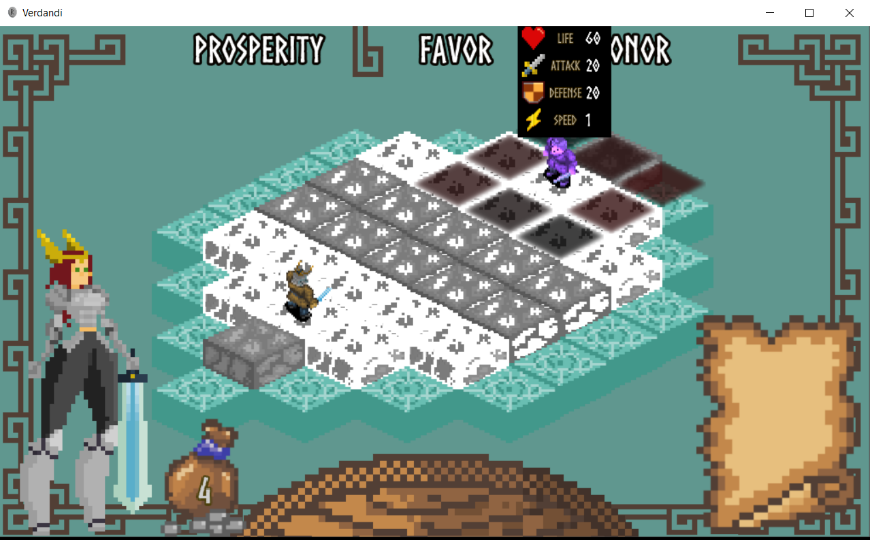 Verdandi
PROSPERITY FAVOR ONOR
LIFE 60
ATTACK 20
DEFENSE 20
SPEED 1
4